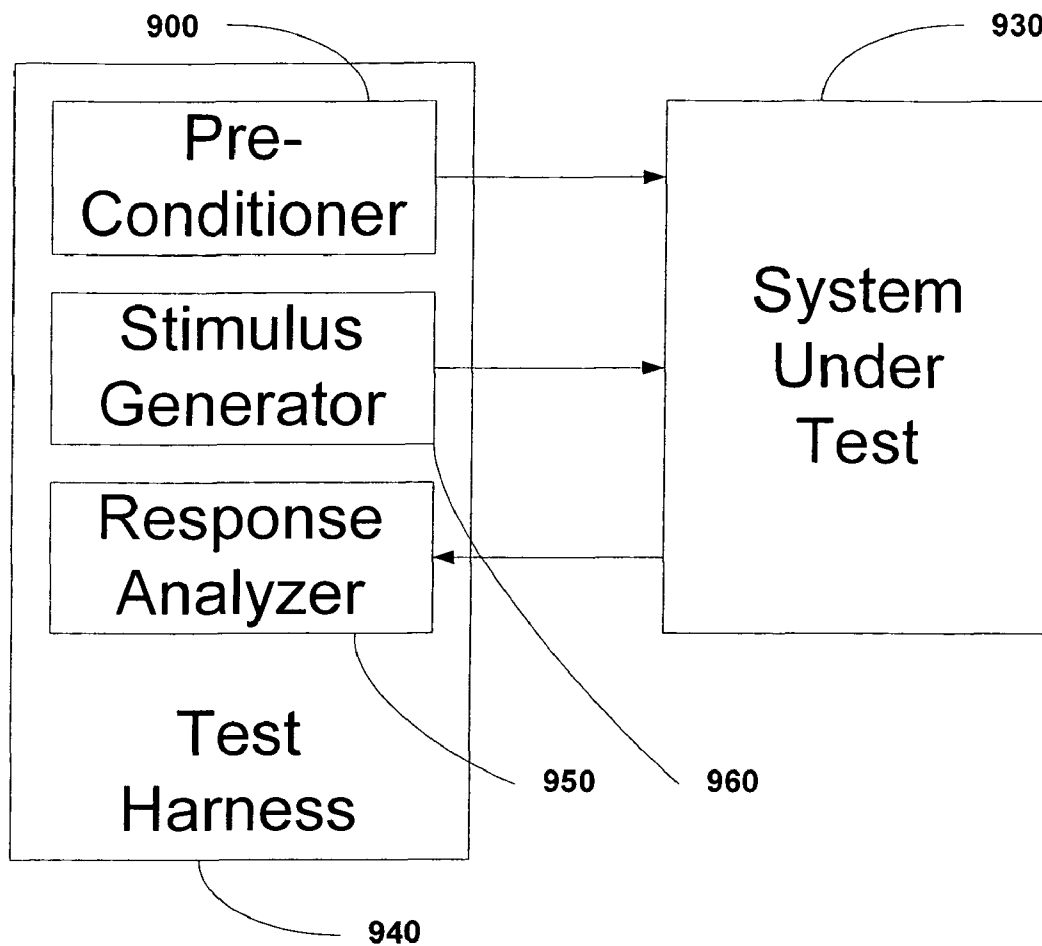 900
930
Pre-
Conditioner
Stimulus
Generator
Response
Analyzer
Test
Harness
System
Under
Test
950
960
940